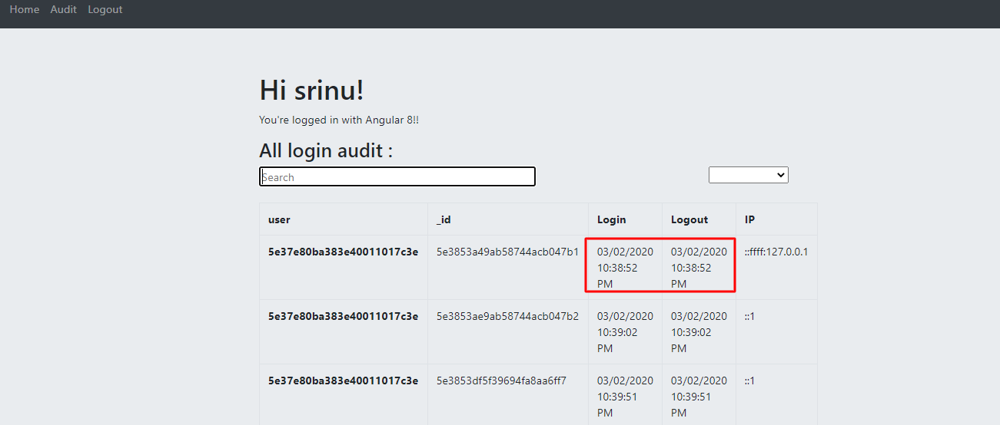 Home Audit Logout
Hi srinu!
You're logged in with Angular 8!!
All login audit :
Search
user _id Login Logout IP
5e37e80ba383e40011017c3e 5e3853a49ab58744acb047b1 03/02/2020 03/02/2020 ::ffff:127.0.0.1
10:38:52 10:38:52
PM PM
5e37e80ba383e40011017c3e 5e3853ae9ab58744acb047b2 03/02/2020 03/02/2020 ::1
10:39:02 10:39:02
PM PM
5e37e80ba383e40011017c3e 5e3853df5f39694fa8aa6ff7 03/02/2020 03/02/2020 ::1
10:39:51 10:39:51
PM PM